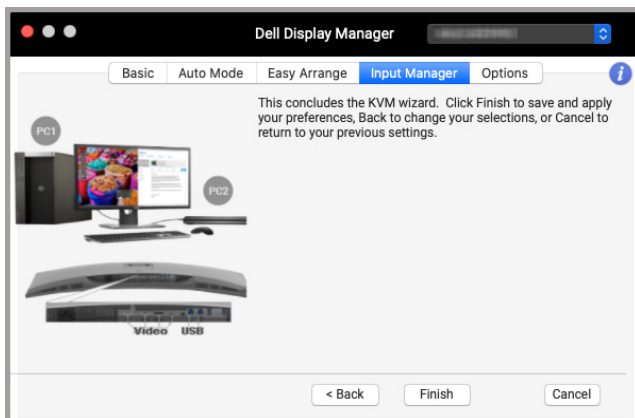 Dell Display Manager
Basic
Auto Mode
Easy Arrange
Input Manager
Options
i
This concludes the KVM wizard. Click Finish to save and apply
your preferences, Back to change your selections, or Cancel to
return to your previous settings.
PC1
PC2
Video
USB
< Back
Finish
Cancel